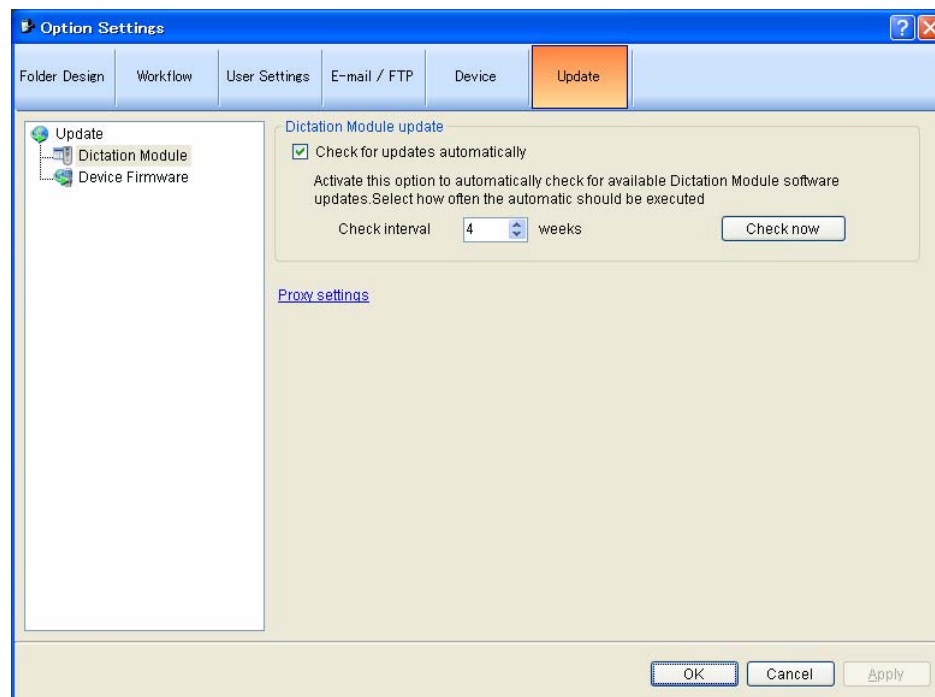 Option Settings
Folder Design
Workflow
User Settings
E-mail / FTP
Device
Update
Update
Dictation Module
Device Firmware
Dictation Module update
Check for updates automatically
Activate this option to automatically check for available Dictation Module software
updates.Select how often the automatic should be executed
Check interval 4 weeks Check now
Proxy settings
OK Cancel Apply